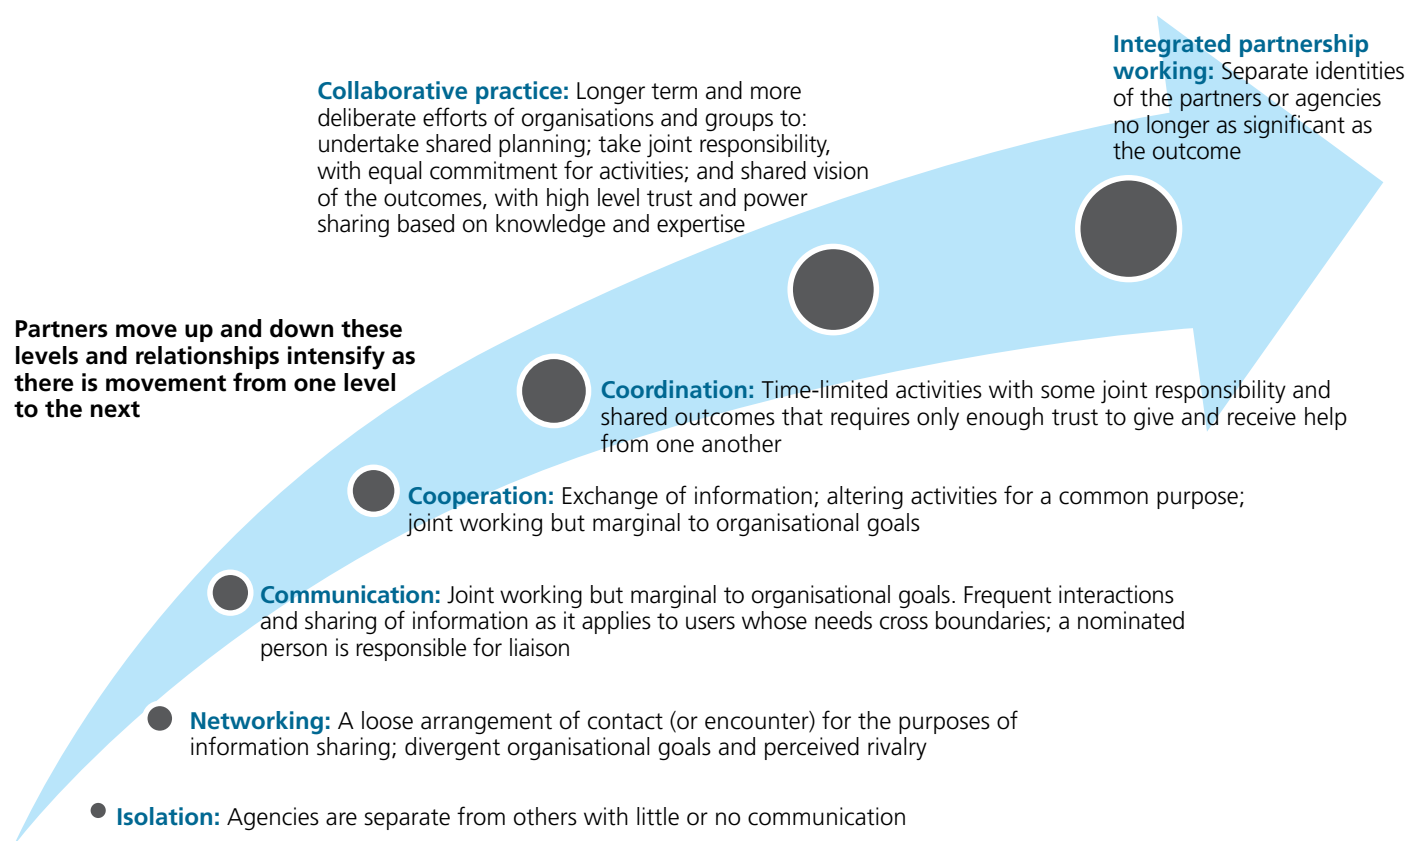 Integrated partnership
working: Separate identities
of the partners or agencies
no longer as significant as
the outcome
Collaborative practice: Longer term and more
deliberate efforts of organisations and groups to:
undertake shared planning; take joint responsibility,
with equal commitment for activities; and shared vision
of the outcomes, with high level trust and power
sharing based on knowledge and expertise
Partners move up and down these
levels and relationships intensify as
there is movement from one level
to the next
Coordination: Time-limited activities with some joint responsibility and
shared outcomes that requires only enough trust to give and receive help
from one another
Cooperation: Exchange of information; altering activities for a common purpose;
joint working but marginal to organisational goals
Communication: Joint working but marginal to organisational goals. Frequent interactions
and sharing of information as it applies to users whose needs cross boundaries; a nominated
person is responsible for liaison
Networking: A loose arrangement of contact (or encounter) for the purposes of
information sharing; divergent organisational goals and perceived rivalry
Isolation: Agencies are separate from others with little or no communication